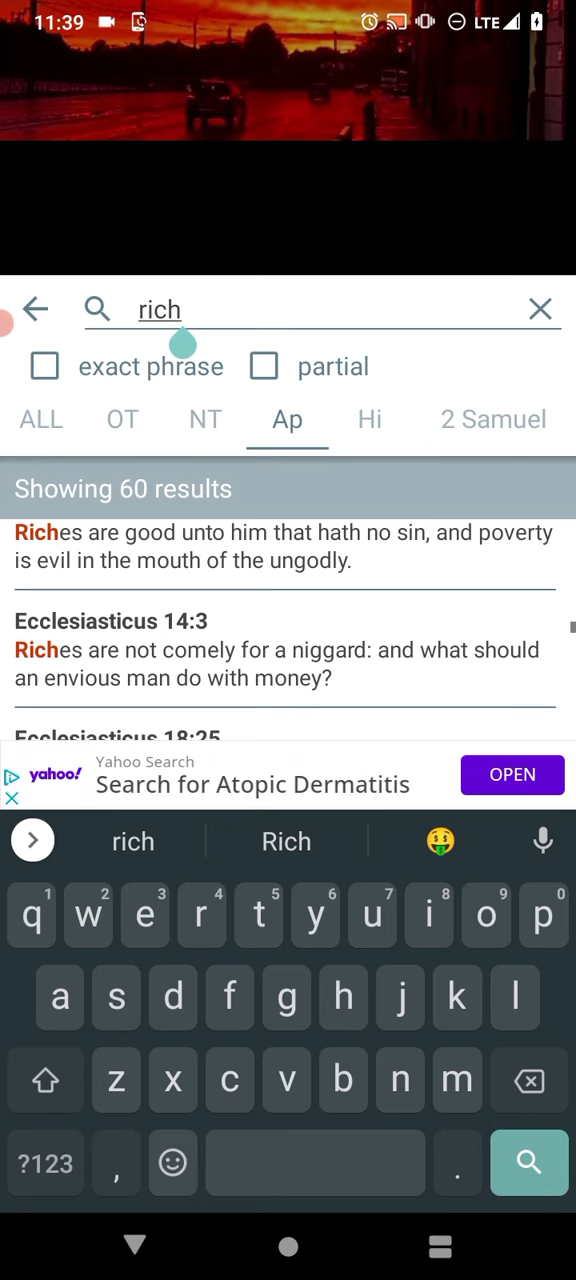 11:39
LTE
rich
exact phrase partial
ALL OT NT Ap Hi 2 Samuel
Showing 60 results
Riches are good unto him that hath no sin, and poverty
is evil in the mouth of the ungodly.
Ecclesiasticus 14:3
Riches are not comely for a niggard: and what should
an envious man do with money?
Ecclesiasticus 18:25
yahoo!
Yahoo Search
Search for Atopic Dermatitis
OPEN
rich Rich
1 2 3 4 5 6 7 8 9 0
q w e r t y u i o p
a s d f g h j k l
z x c v b n m
?123 , .